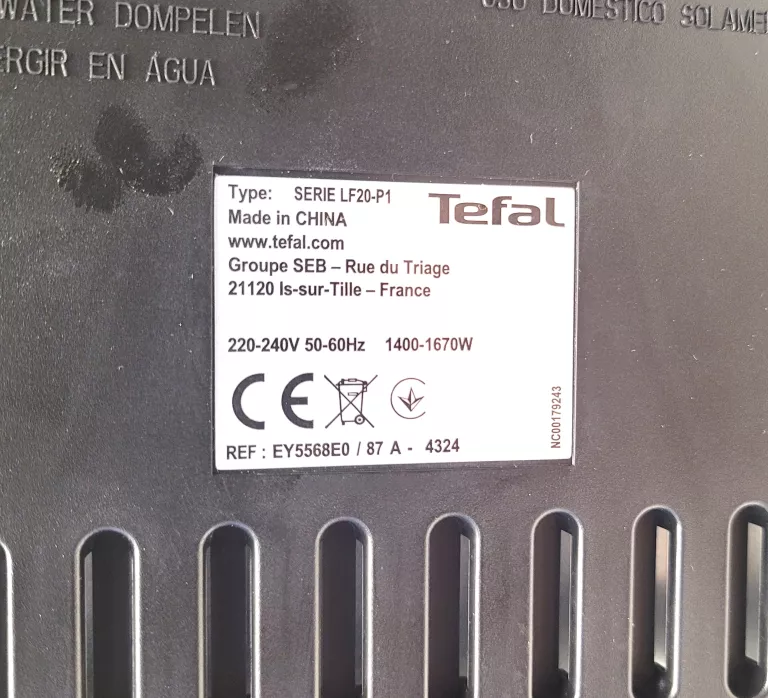 WATER DOMPELEN
ERGIR EN ÁGUA
USO DOMÉSTICO SOLAME
Type: SERIE LF20-P1
Tefal
Made in CHINA
www.tefal.com
Groupe SEB – Rue du Triage
21120 Is-sur-Tille – France
220-240V 50-60Hz 1400-1670W
CE
REF : EY5568E0 / 87 A - 4324
NC00179243